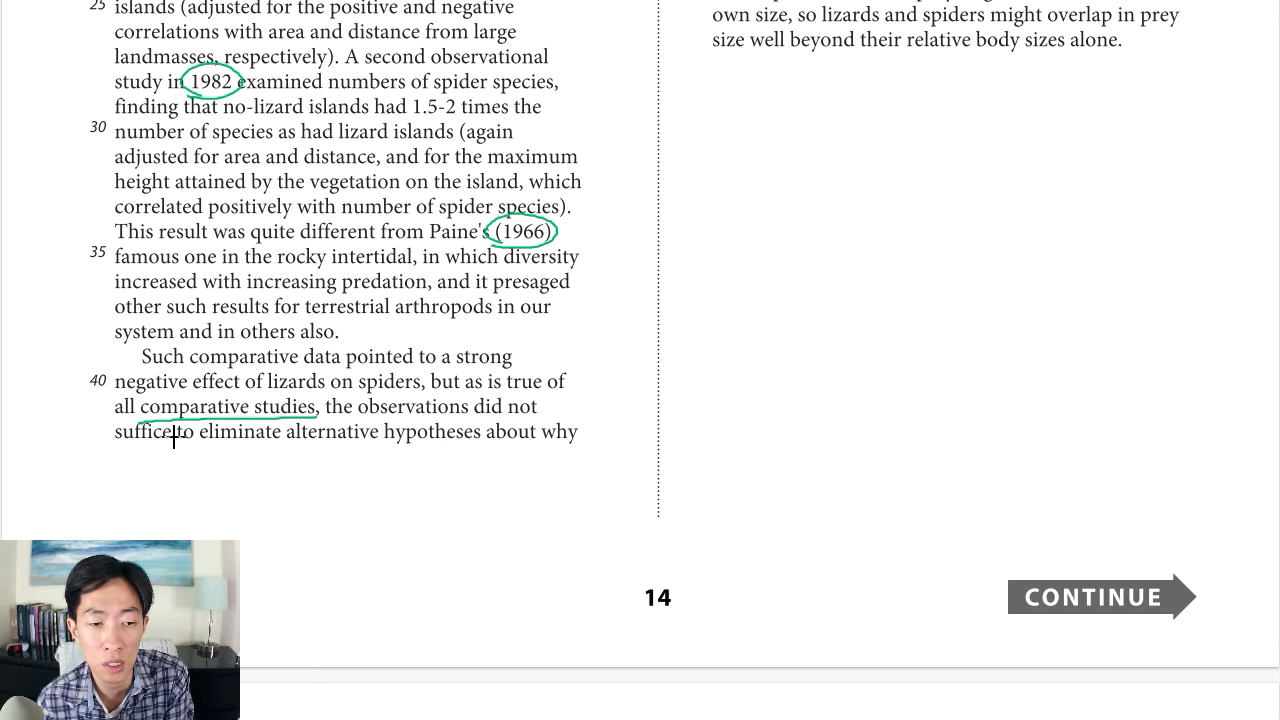 25 islands (adjusted for the positive and negative
correlations with area and distance from large
landmasses, respectively). A second observational
study in 1982 examined numbers of spider species,
finding that no-lizard islands had 1.5-2 times the
30 number of species as had lizard islands (again
adjusted for area and distance, and for the maximum
height attained by the vegetation on the island, which
correlated positively with number of spider species).
This result was quite different from Paine's (1966)
35 famous one in the rocky intertidal, in which diversity
increased with increasing predation, and it presaged
other such results for terrestrial arthropods in our
system and in others also.
Such comparative data pointed to a strong
40 negative effect of lizards on spiders, but as is true of
all comparative studies, the observations did not
suffice to eliminate alternative hypotheses about why
own size, so lizards and spiders might overlap in prey
size well beyond their relative body sizes alone.
14
CONTINUE